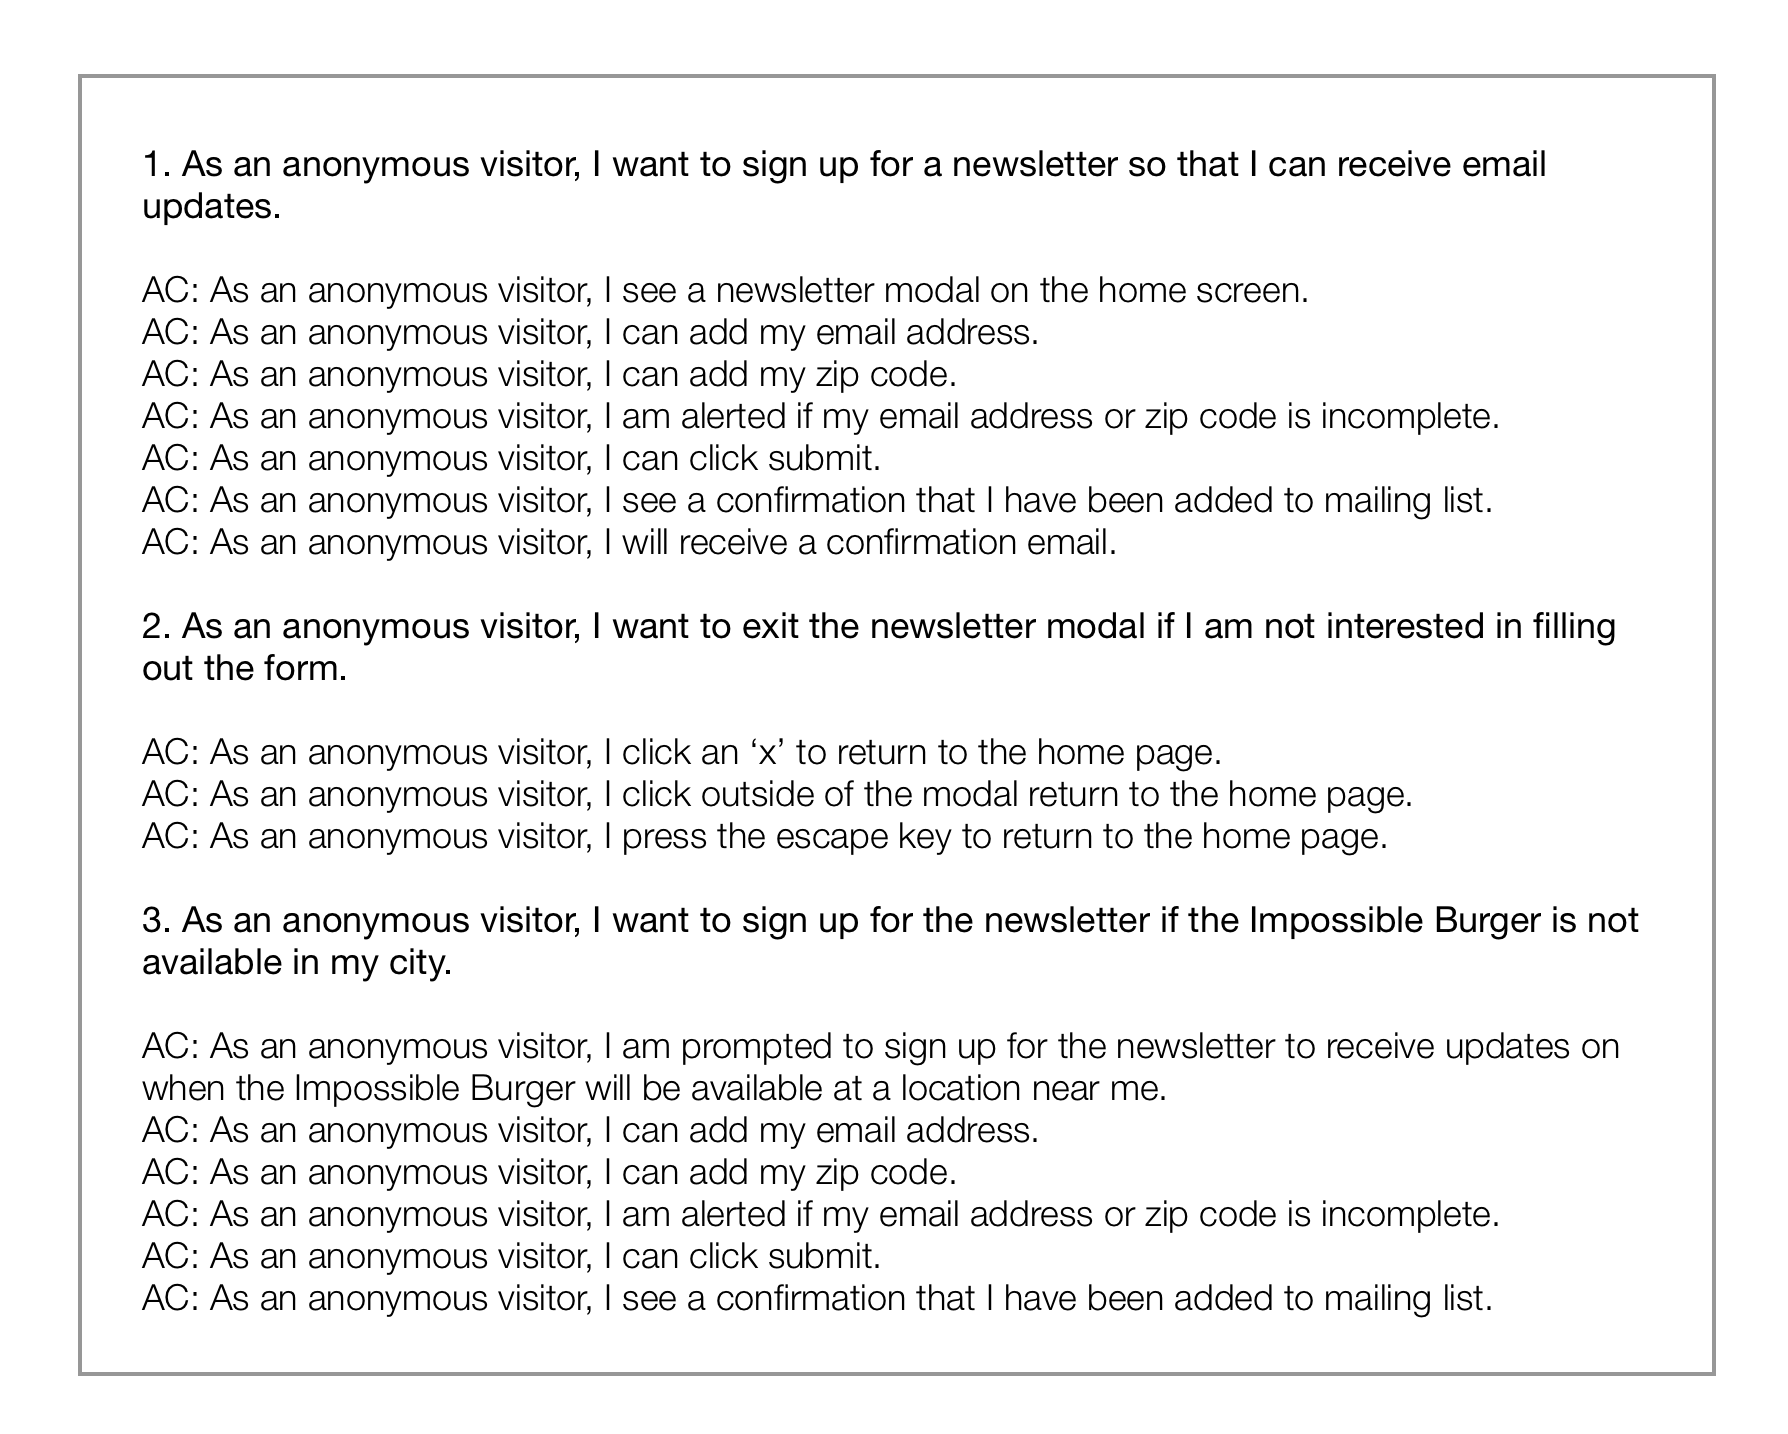 1. As an anonymous visitor, I want to sign up for a newsletter so that I can receive email
updates.
AC: As an anonymous visitor, I see a newsletter modal on the home screen.
AC: As an anonymous visitor, I can add my email address.
AC: As an anonymous visitor, I can add my zip code.
AC: As an anonymous visitor, I am alerted if my email address or zip code is incomplete.
AC: As an anonymous visitor, I can click submit.
AC: As an anonymous visitor, I see a confirmation that I have been added to mailing list.
AC: As an anonymous visitor, I will receive a confirmation email.
2. As an anonymous visitor, I want to exit the newsletter modal if I am not interested in filling
out the form.
AC: As an anonymous visitor, I click an ‘x’ to return to the home page.
AC: As an anonymous visitor, I click outside of the modal return to the home page.
AC: As an anonymous visitor, I press the escape key to return to the home page.
3. As an anonymous visitor, I want to sign up for the newsletter if the Impossible Burger is not
available in my city.
AC: As an anonymous visitor, I am prompted to sign up for the newsletter to receive updates on
when the Impossible Burger will be available at a location near me.
AC: As an anonymous visitor, I can add my email address.
AC: As an anonymous visitor, I can add my zip code.
AC: As an anonymous visitor, I am alerted if my email address or zip code is incomplete.
AC: As an anonymous visitor, I can click submit.
AC: As an anonymous visitor, I see a confirmation that I have been added to mailing list.